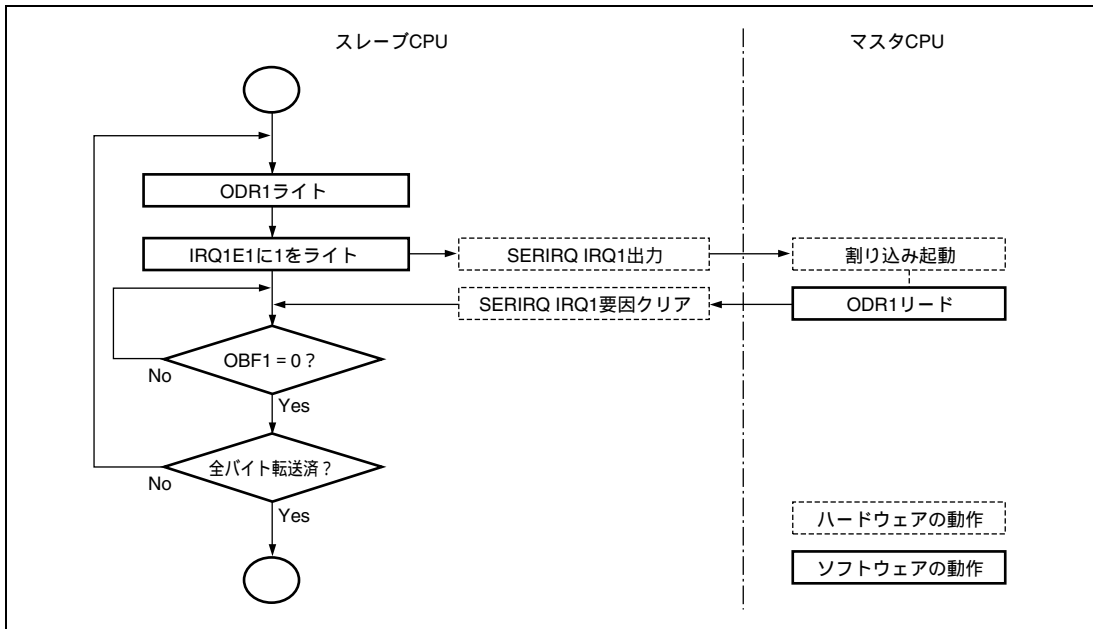 スレーブCPU
マスタCPU
ODR1ライト
IRQ1E1に1をライト
SERIRQ IRQ1出力
割り込み起動
SERIRQ IRQ1要因クリア
ODR1リード
OBF1 = 0？
No
Yes
全バイト転送済？
No
Yes
ハードウェアの動作
ソフトウェアの動作